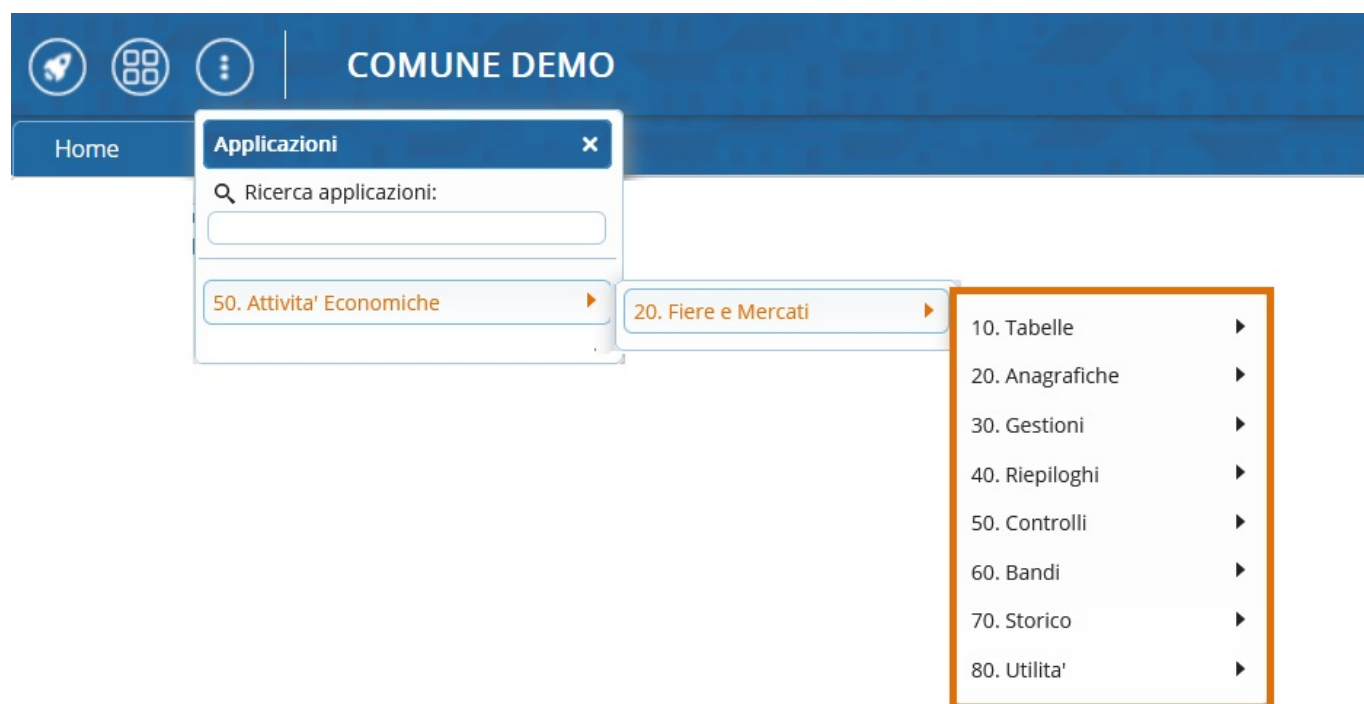 COMUNE DEMO
Home
Applicazioni
Ricerca applicazioni:
50. Attivita' Economiche
20. Fiere e Mercati
10. Tabelle
20. Anagrafiche
30. Gestioni
40. Riepiloghi
50. Controlli
60. Bandi
70. Storico
80. Utilita'